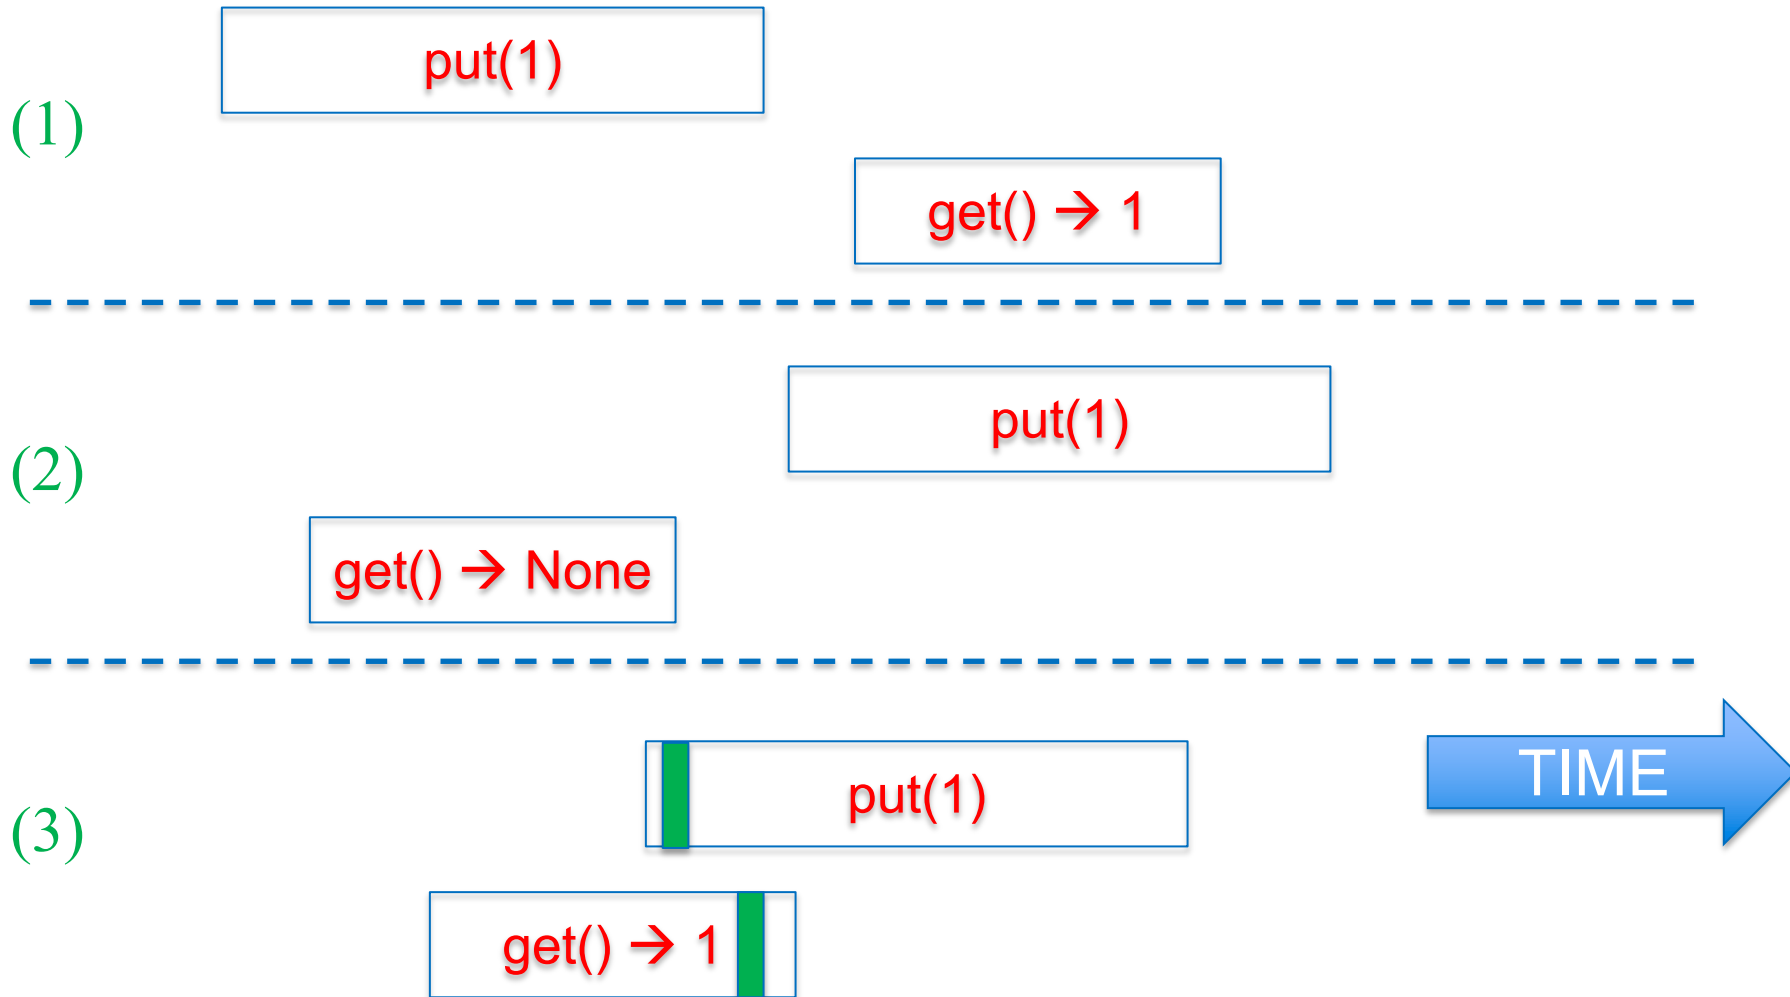 put(1)
(1)
get() → 1
put(1)
(2)
get() → None
put(1)
TIME
(3)
get() → 1